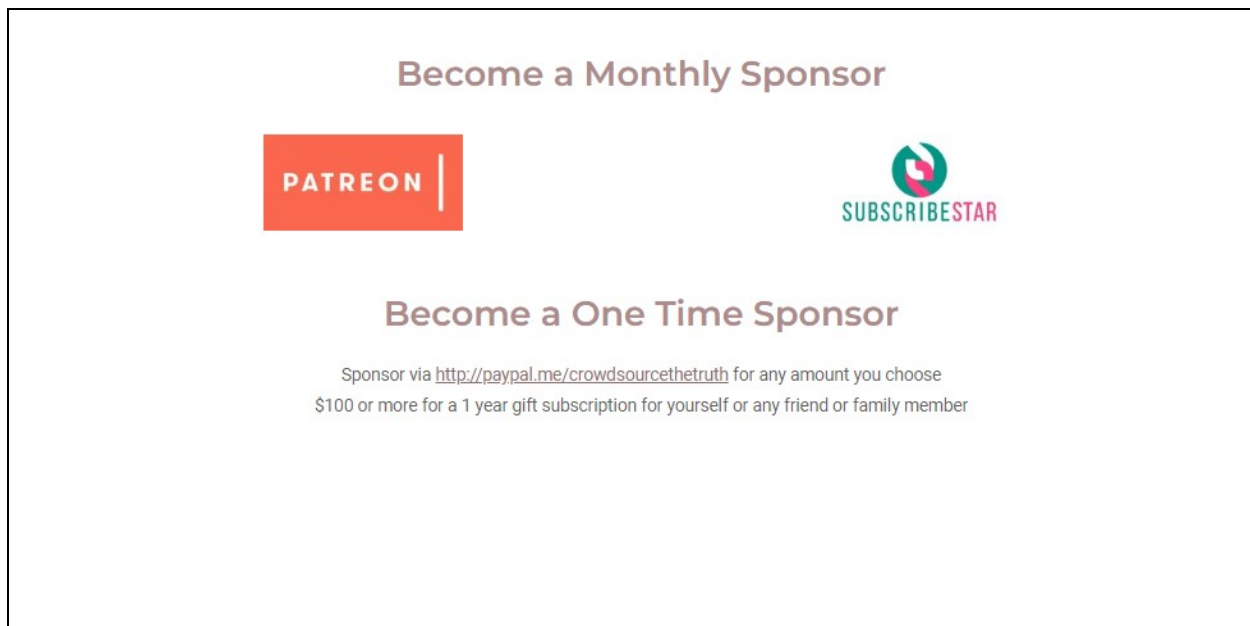 Become a Monthly Sponsor
PATREON
SUBSCRIBESTAR
Become a One Time Sponsor
Sponsor via http://paypal.me/crowdsourcethetruth for any amount you choose
$100 or more for a 1 year gift subscription for yourself or any friend or family member